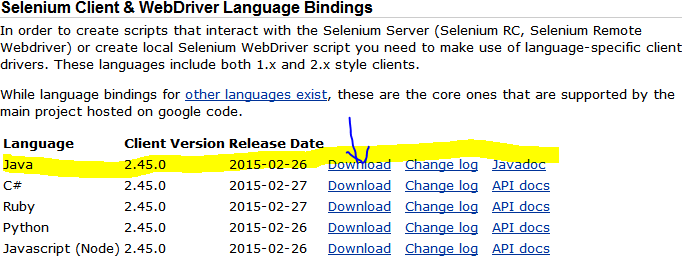 Selenium Client & WebDriver Language Bindings
In order to create scripts that interact with the Selenium Server (Selenium RC, Selenium Remote
Webdriver) or create local Selenium WebDriver script you need to make use of language-specific client
drivers. These languages include both 1.x and 2.x style clients.
While language bindings for other languages exist, these are the core ones that are supported by the
main project hosted on google code.
Language Client Version Release Date
Java 2.45.0 2015-02-26 Download Change log Javadoc
C# 2.45.0 2015-02-27 Download Change log API docs
Ruby 2.45.0 2015-02-27 Download Change log API docs
Python 2.45.0 2015-02-26 Download Change log API docs
Javascript (Node) 2.45.0 2015-02-26 Download Change log API docs